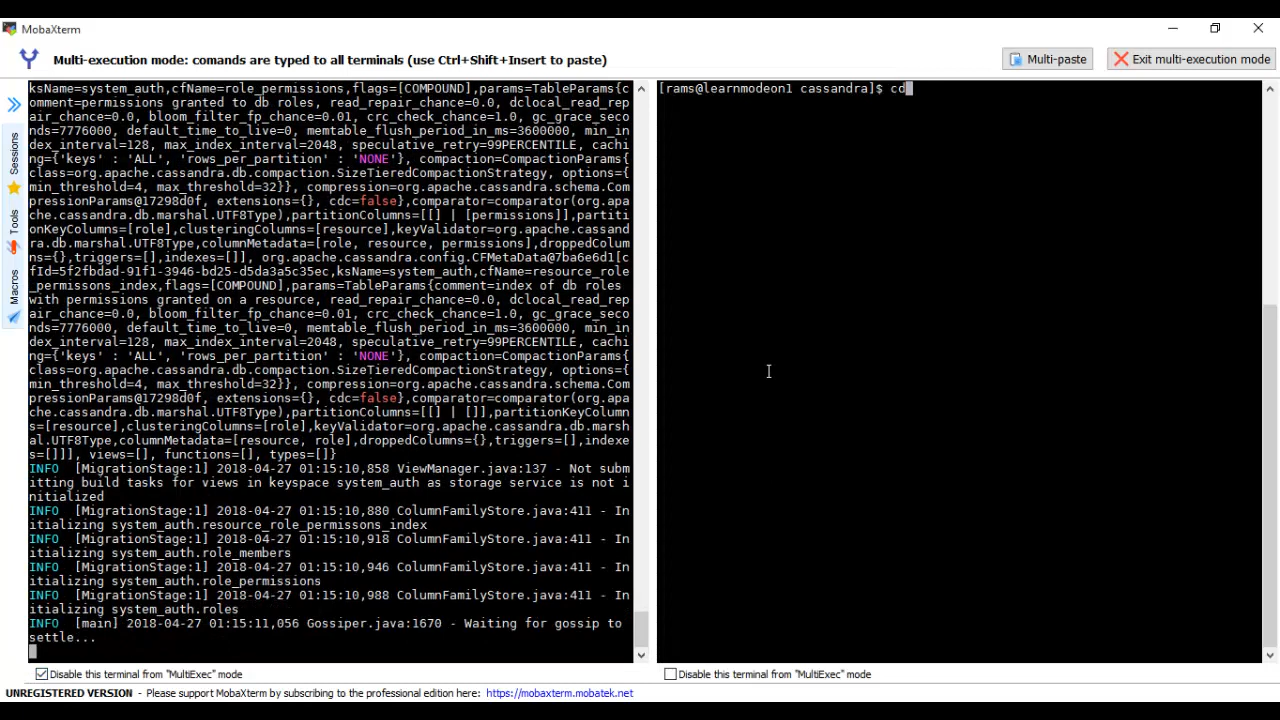 MobaXterm
Multi-execution mode: comands are typed to all terminals (use Ctrl+Shift+Insert to paste)
Multi-paste
Exit multi-execution mode
Sessions
Tools
Macros
ksName=system_auth,cfName=role_permissions,flags=[COMPOUND],params=TableParams{c
omment=permissions granted to db roles, read_repair_chance=0.0, dclocal_read_rep
air_chance=0.0, bloom_filter_fp_chance=0.01, crc_check_chance=1.0, gc_grace_seco
nds=7776000, default_time_to_live=0, memtable_flush_period_in_ms=3600000, min_in
dex_interval=128, max_index_interval=2048, speculative_retry=99PERCENTILE, cachi
ng={'keys' : 'ALL', 'rows_per_partition' : 'NONE'}, compaction=CompactionParams{
class=org.apache.cassandra.db.compaction.SizeTieredCompactionStrategy, options={
min_threshold=4, max_threshold=32}}, compression=org.apache.cassandra.schema.Com
pressionParams@17298d0f, extensions={}, cdc=false},comparator=comparator(org.apa
che.cassandra.db.marshal.UTF8Type),partitionColumns=[[] | [permissions]],partiti
onKeyColumns=[role],clusteringColumns=[resource],keyValidator=org.apache.cassand
ra.db.marshal.UTF8Type,columnMetadata=[role, resource, permissions],droppedColum
ns={},triggers=[],indexes=[]], org.apache.cassandra.config.CFMetaData@7ba6e6d1[c
fId=5f2fbdad-91f1-3946-bd25-d5da3a5c35ec,ksName=system_auth,cfName=resource_role
_permissons_index,flags=[COMPOUND],params=TableParams{comment=index of db roles
with permissions granted on a resource, read_repair_chance=0.0, dclocal_read_rep
air_chance=0.0, bloom_filter_fp_chance=0.01, crc_check_chance=1.0, gc_grace_seco
nds=7776000, default_time_to_live=0, memtable_flush_period_in_ms=3600000, min_in
dex_interval=128, max_index_interval=2048, speculative_retry=99PERCENTILE, cachi
ng={'keys' : 'ALL', 'rows_per_partition' : 'NONE'}, compaction=CompactionParams{
class=org.apache.cassandra.db.compaction.SizeTieredCompactionStrategy, options={
min_threshold=4, max_threshold=32}}, compression=org.apache.cassandra.schema.Com
pressionParams@17298d0f, extensions={}, cdc=false},comparator=comparator(org.apa
che.cassandra.db.marshal.UTF8Type),partitionColumns=[[] | []],partitionKeyColumn
s=[resource],clusteringColumns=[role],keyValidator=org.apache.cassandra.db.marsh
al.UTF8Type,columnMetadata=[resource, role],droppedColumns={},triggers=[],indexe
s=[]]], views=[], functions=[], types=[]}
INFO [MigrationStage:1] 2018-04-27 01:15:10,858 ViewManager.java:137 - Not subm
itting build tasks for views in keyspace system_auth as storage service is not i
nitialized
INFO [MigrationStage:1] 2018-04-27 01:15:10,880 ColumnFamilyStore.java:411 - In
itializing system_auth.resource_role_permissons_index
INFO [MigrationStage:1] 2018-04-27 01:15:10,918 ColumnFamilyStore.java:411 - In
itializing system_auth.role_members
INFO [MigrationStage:1] 2018-04-27 01:15:10,946 ColumnFamilyStore.java:411 - In
itializing system_auth.role_permissions
INFO [MigrationStage:1] 2018-04-27 01:15:10,988 ColumnFamilyStore.java:411 - In
itializing system_auth.roles
INFO [main] 2018-04-27 01:15:11,056 Gossiper.java:1670 - Waiting for gossip to
settle...
Disable this terminal from "MultiExec" mode
[rams@learnmodeon1 cassandra]$ cd
Disable this terminal from "MultiExec" mode
UNREGISTERED VERSION - Please support MobaXterm by subscribing to the professional edition here: https://mobaxterm.mobatek.net